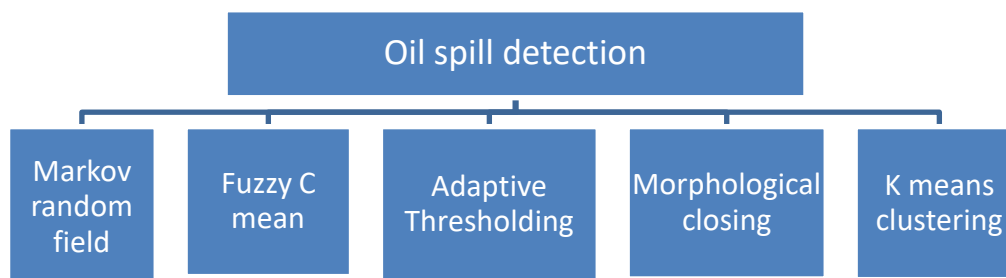 Oil spill detection
Markov
random
field
Fuzzy C
mean
Adaptive
Thresholding
Morphological
closing
K means
clustering